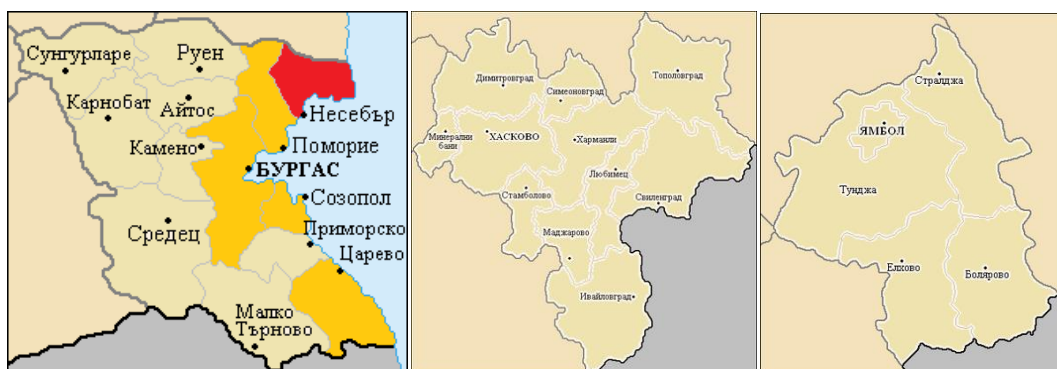 Сунгурларе
Руен
Карнобат
Айтос
Несебър
Камено
Поморие
БУРГАС
Созопол
Средец
Приморско
Царево
Малко
Търново
Димитровград
Симеоновград
Тополовград
Минерални
бани
ХАСКОВО
Харманли
Любимец
Стамболово
Свиленград
Маджарово
Ивайловград
Стралджа
ЯМБОЛ
Тунджа
Елхово
Болярово